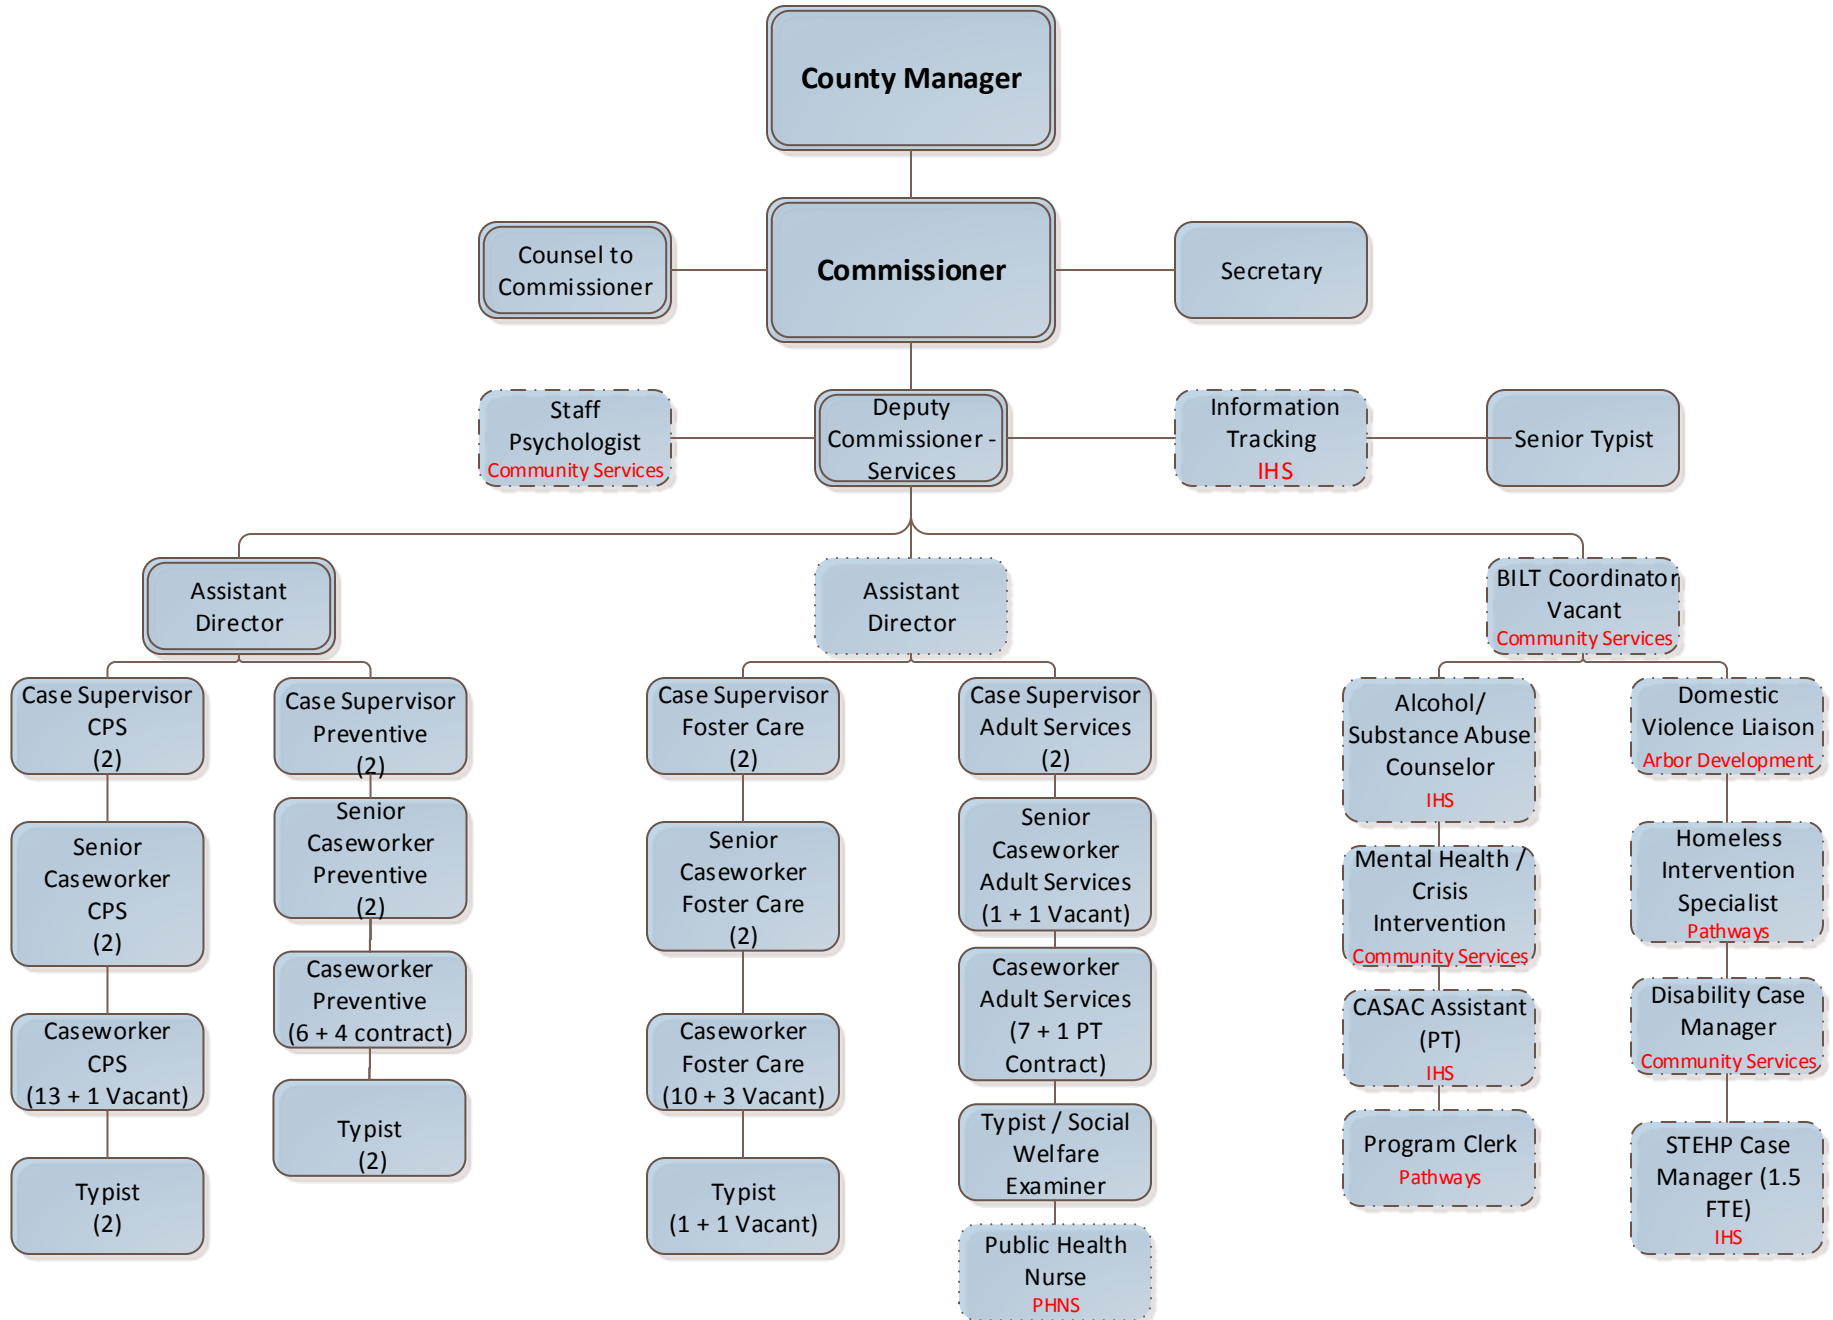 County Manager
Counsel to
Commissioner
Commissioner
Secretary
Staff
Psychologist
Community Services
Deputy
Commissioner -
Services
Information
Tracking
IHS
Senior Typist
Assistant
Director
Assistant
Director
BILT Coordinator
Vacant
Community Services
Case Supervisor
CPS
(2)
Senior
Caseworker
CPS
(2)
Caseworker
CPS
(13 + 1 Vacant)
Typist
(2)
Case Supervisor
Preventive
(2)
Senior
Caseworker
Preventive
(2)
Caseworker
Preventive
(6 + 4 contract)
Typist
(2)
Case Supervisor
Foster Care
(2)
Senior
Caseworker
Foster Care
(2)
Caseworker
Foster Care
(10 + 3 Vacant)
Typist
(1 + 1 Vacant)
Case Supervisor
Adult Services
(2)
Senior
Caseworker
Adult Services
(1 + 1 Vacant)
Caseworker
Adult Services
(7 + 1 PT
Contract)
Typist / Social
Welfare
Examiner
Public Health
Nurse
PHNS
Alcohol/
Substance Abuse
Counselor
IHS
Mental Health /
Crisis
Intervention
Community Services
CASAC Assistant
(PT)
IHS
Program Clerk
Pathways
Domestic
Violence Liaison
Arbor Development
Homeless
Intervention
Specialist
Pathways
Disability Case
Manager
Community Services
STEHP Case
Manager (1.5
FTE)
IHS